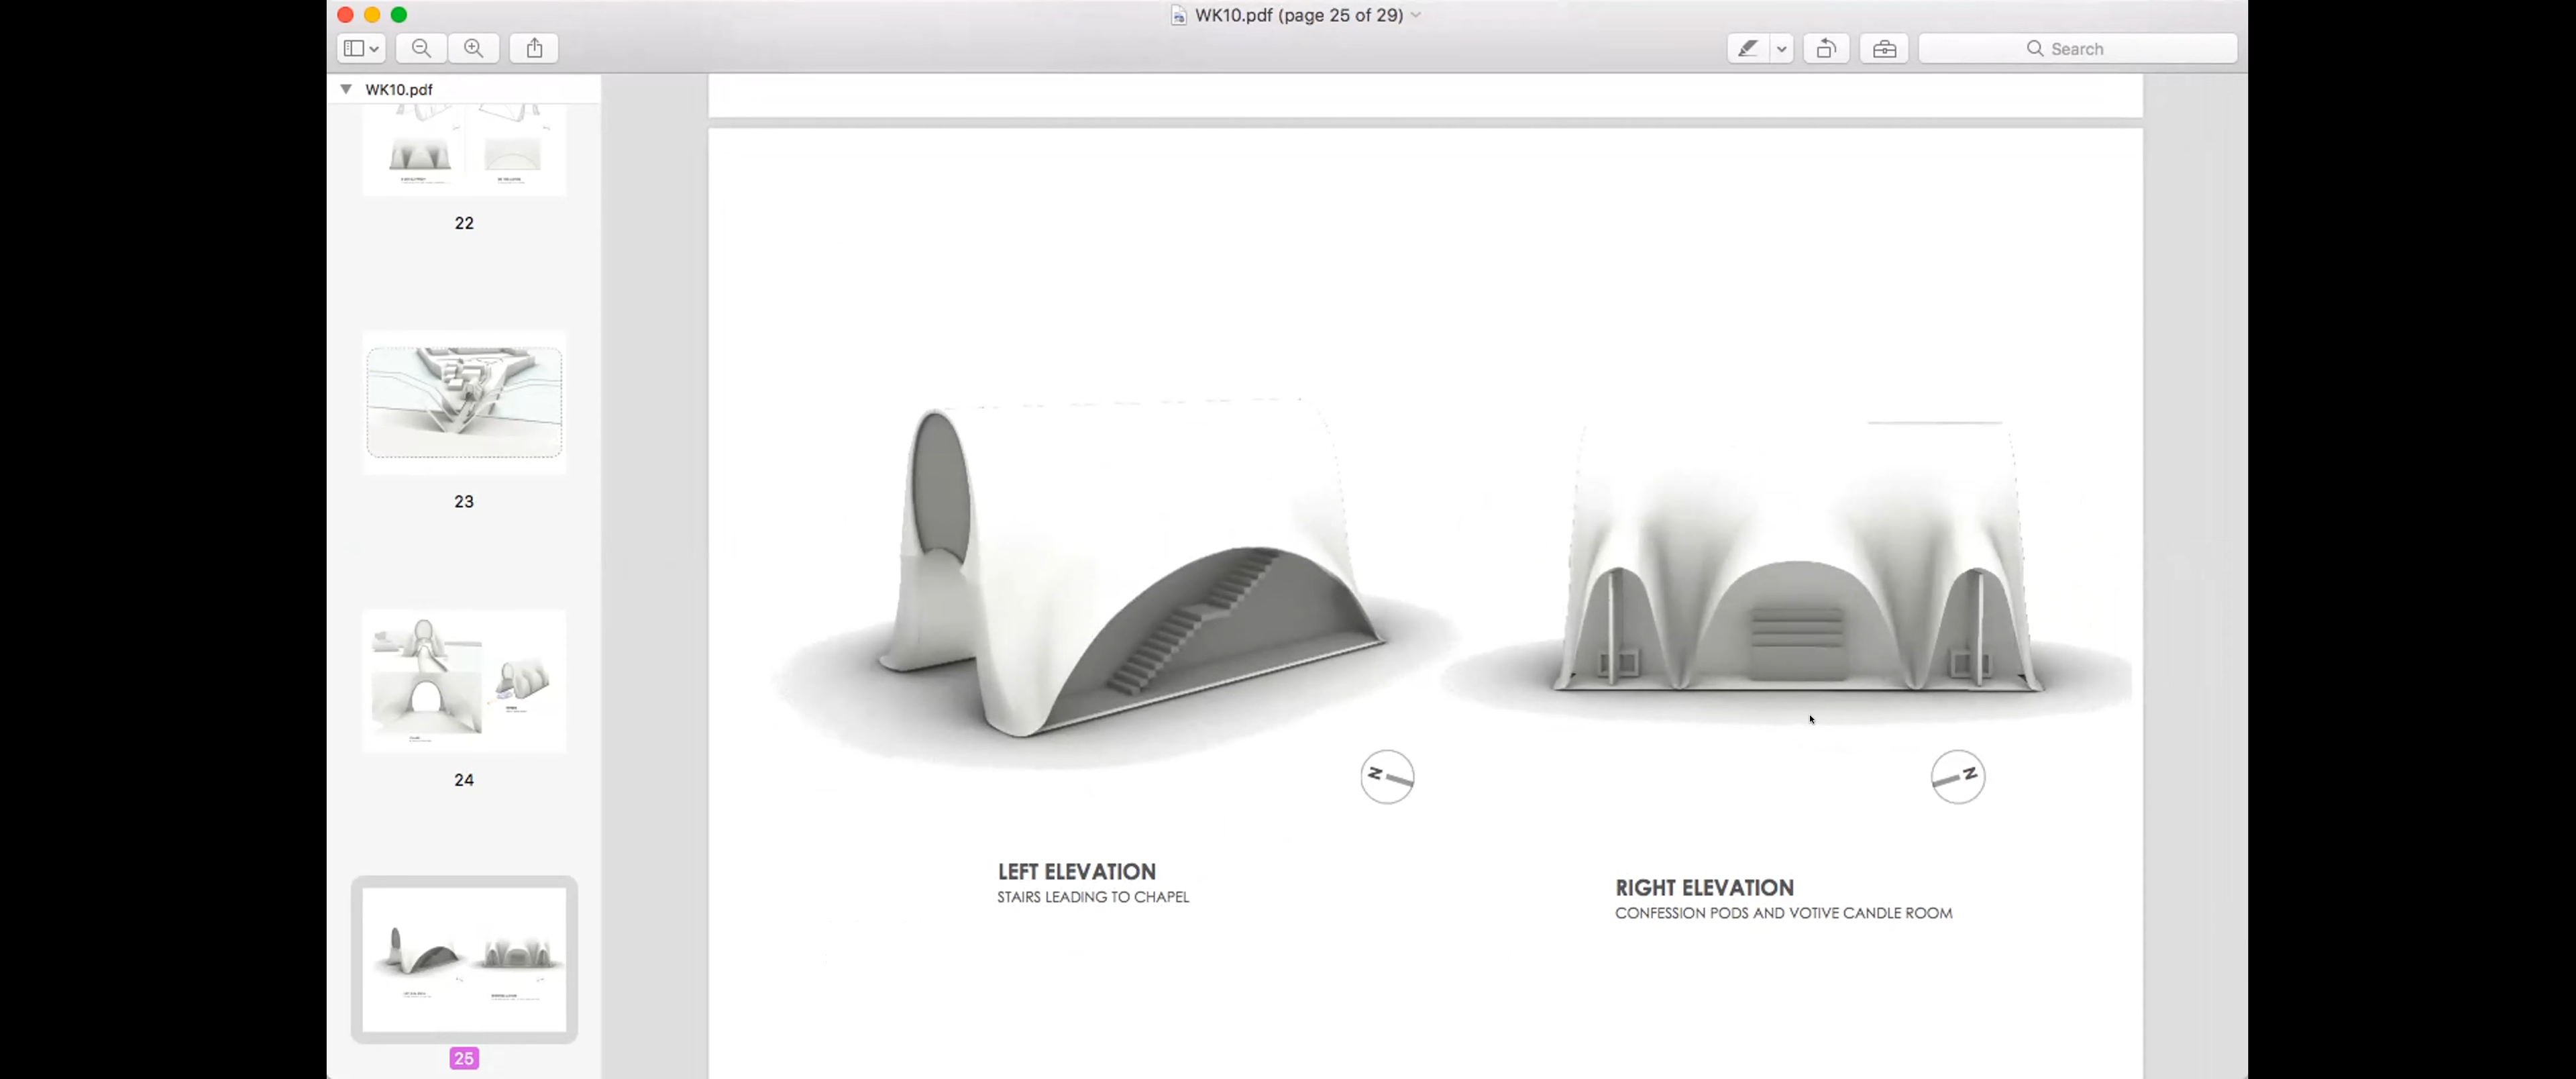 WK10.pdf (page 25 of 29)
Search
WK10.pdf
22
23
24
25
N
N
LEFT ELEVATION
STAIRS LEADING TO CHAPEL
RIGHT ELEVATION
CONFESSION PODS AND VOTIVE CANDLE ROOM